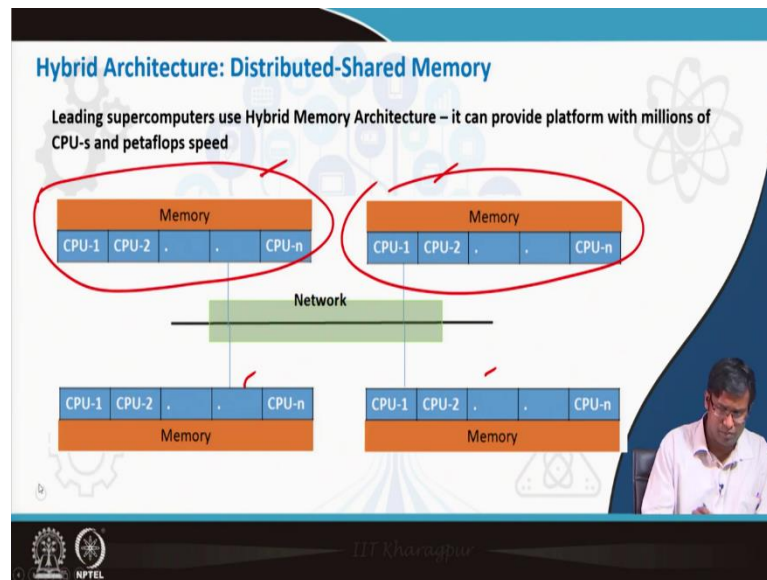 Hybrid Architecture: Distributed-Shared Memory
Leading supercomputers use Hybrid Memory Architecture – it can provide platform with millions of
CPU-s and petaflops speed
Memory
CPU-1 CPU-2 . . CPU-n
Memory
CPU-1 CPU-2 . . CPU-n
Network
CPU-1 CPU-2 . . CPU-n
Memory
CPU-1 CPU-2 . . CPU-n
Memory
IIT Kharagpur
NPTEL